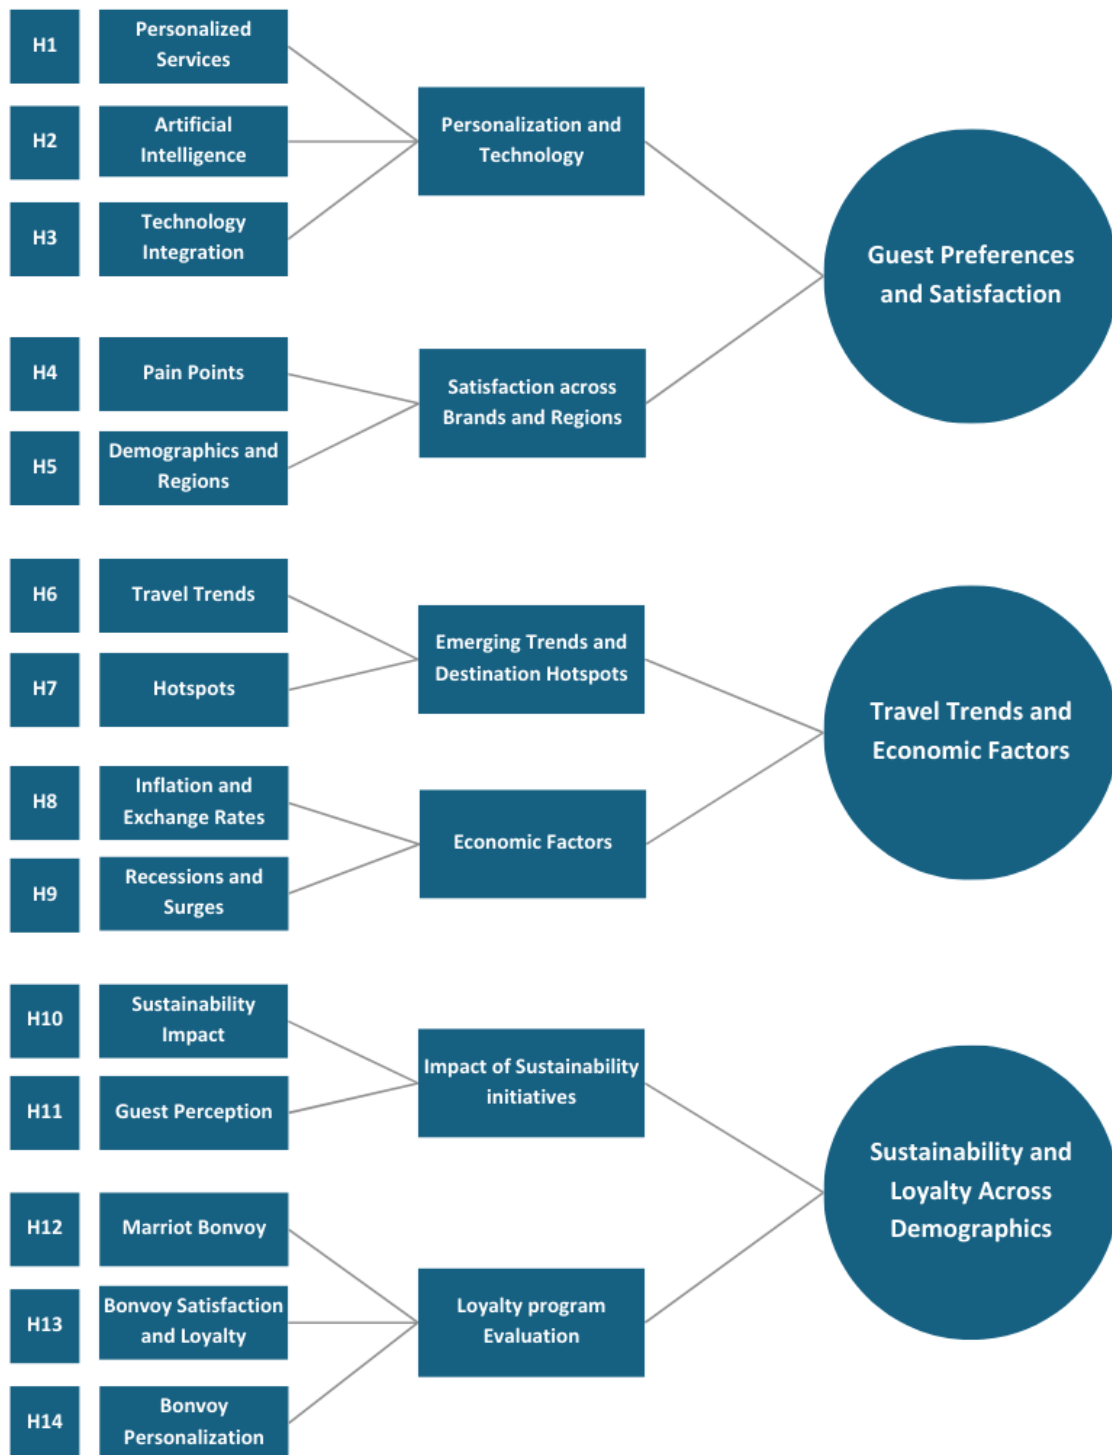 H1
Personalized
Services
H2
Artificial
Intelligence
H3
Technology
Integration
Personalization and
Technology
H4
Pain Points
H5
Demographics and
Regions
Satisfaction across
Brands and Regions
Guest Preferences
and Satisfaction
H6
Travel Trends
H7
Hotspots
Emerging Trends and
Destination Hotspots
H8
Inflation and
Exchange Rates
H9
Recessions and
Surges
Economic Factors
Travel Trends and
Economic Factors
H10
Sustainability
Impact
H11
Guest Perception
Impact of Sustainability
initiatives
H12
Marriot Bonvoy
H13
Bonvoy Satisfaction
and Loyalty
H14
Bonvoy
Personalization
Loyalty program
Evaluation
Sustainability and
Loyalty Across
Demographics